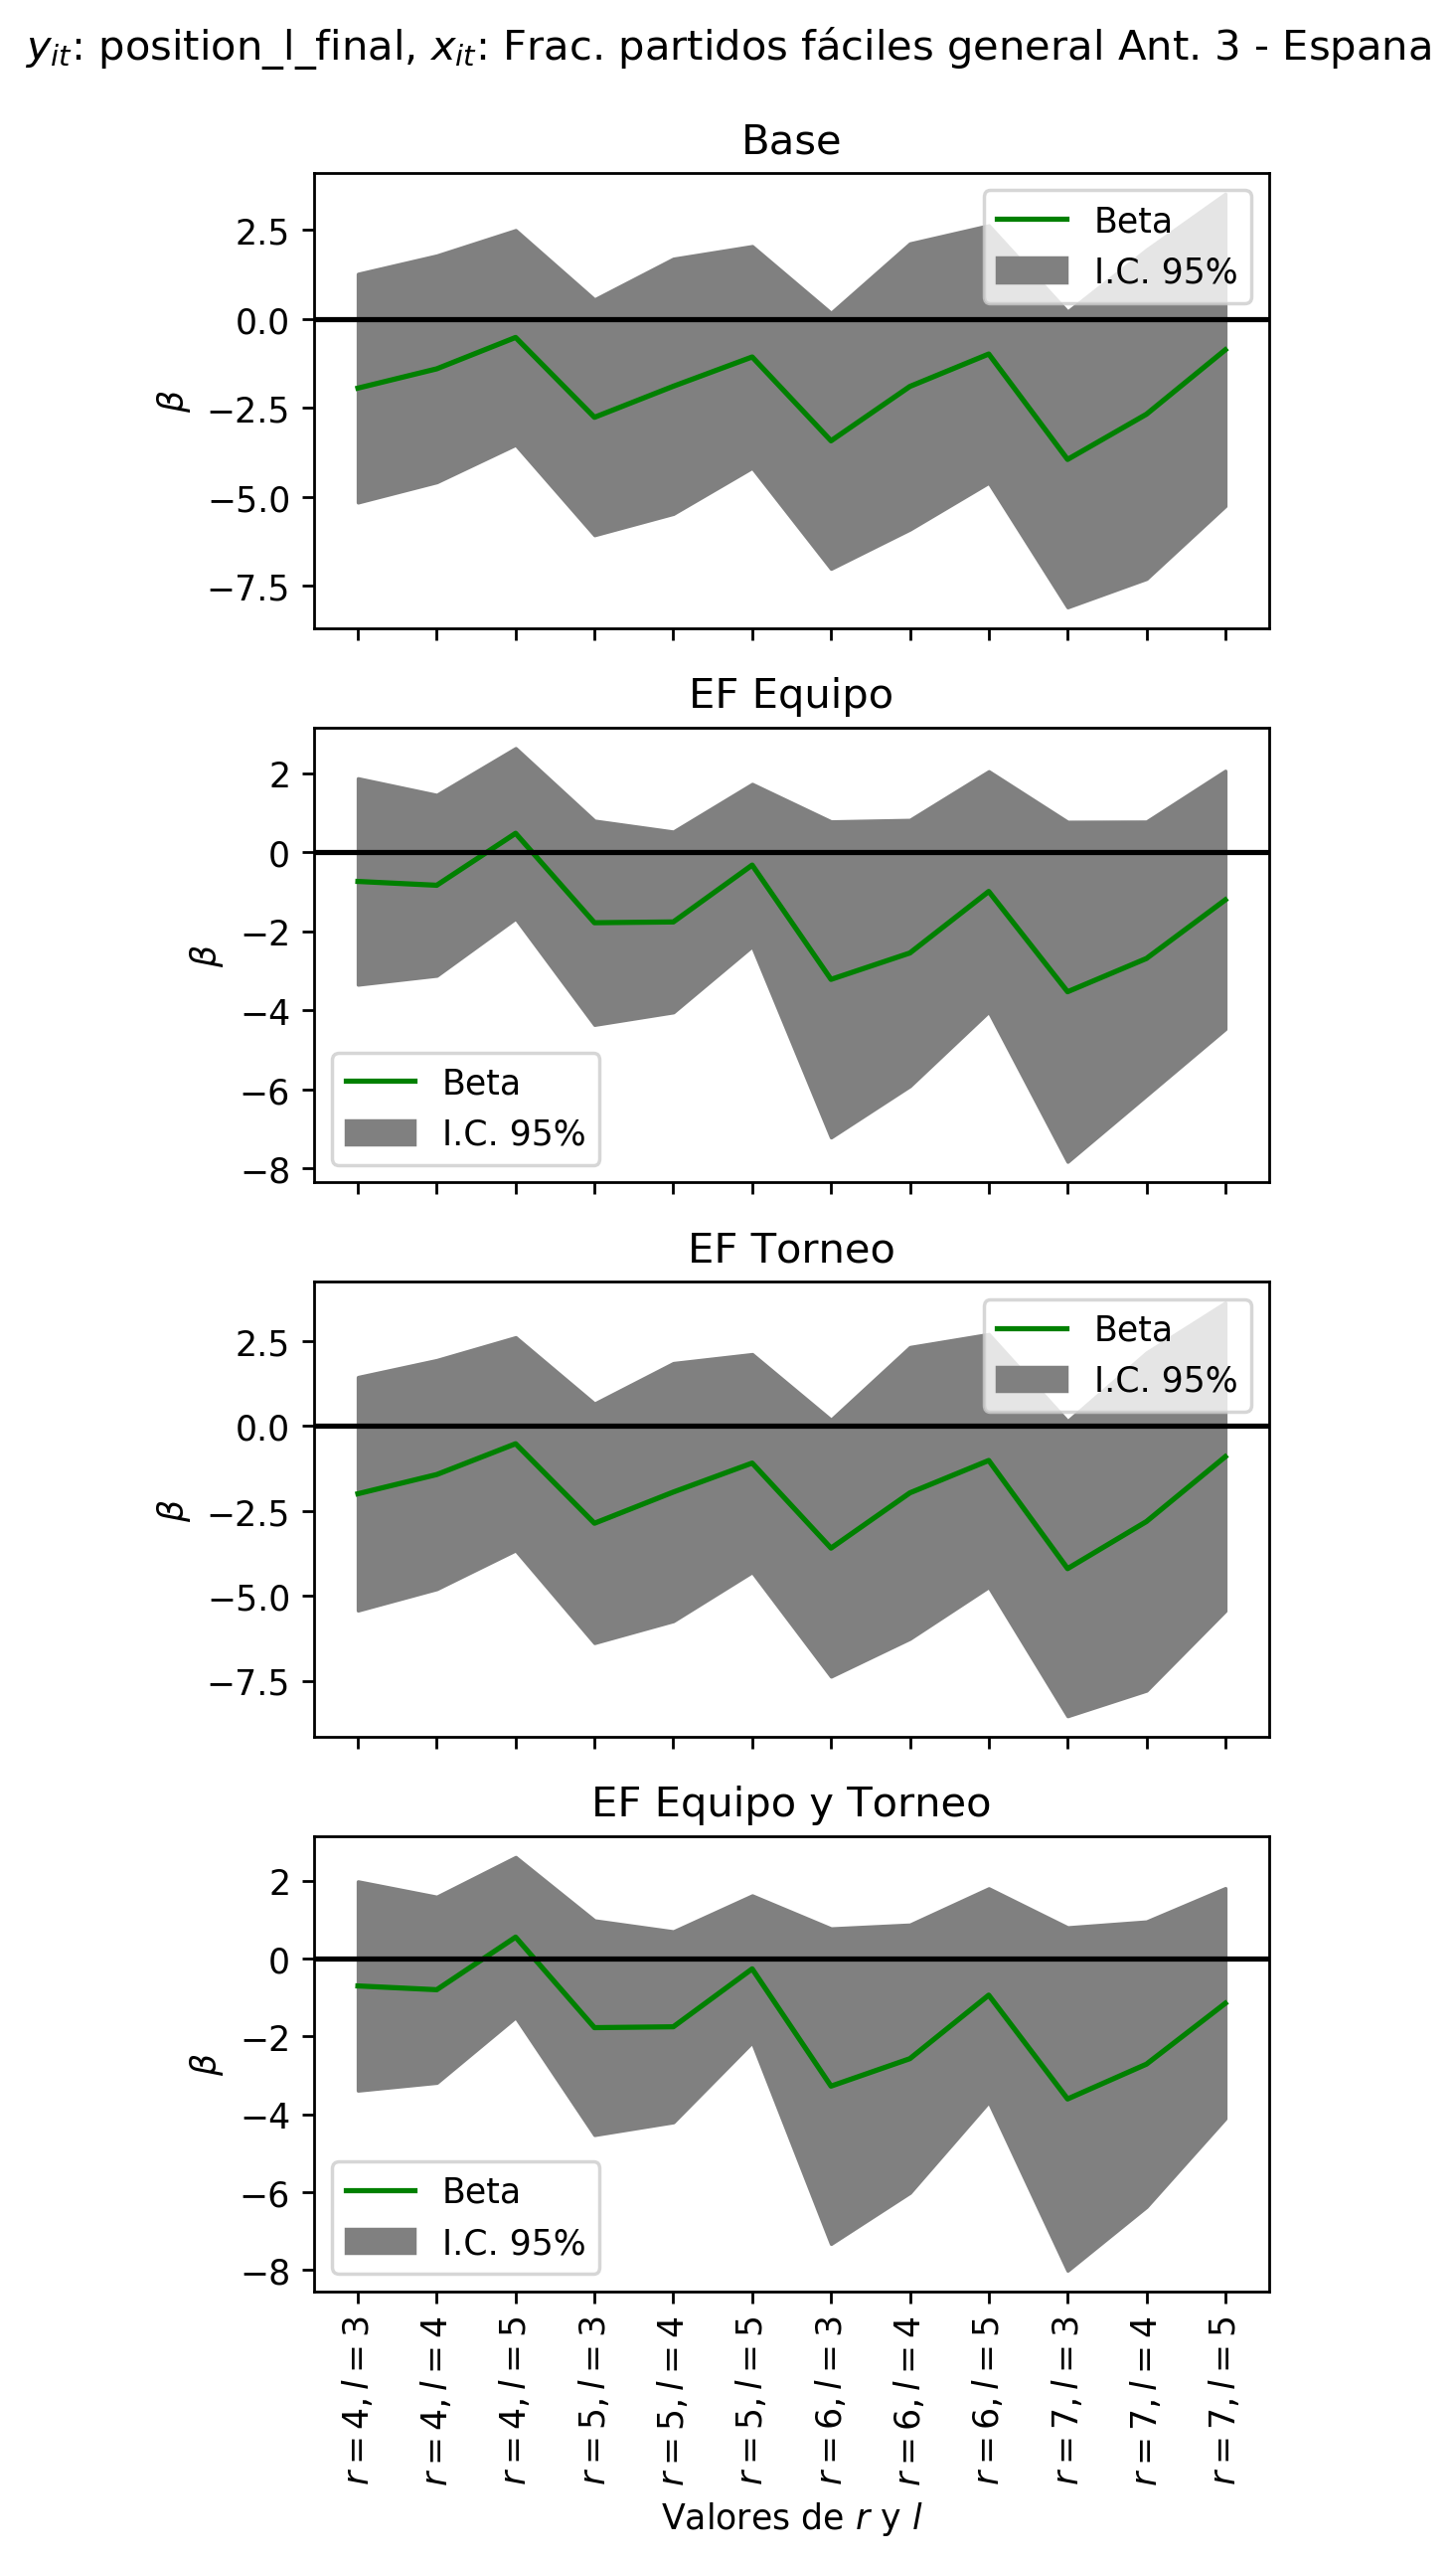 y_{it}: position_l_final, x_{it}: Frac. partidos fáciles general Ant. 3 - Espana
Base
2.5
0.0
−2.5
−5.0
−7.5
β
Beta
I.C. 95%
EF Equipo
2
0
−2
−4
−6
−8
β
Beta
I.C. 95%
EF Torneo
2.5
0.0
−2.5
−5.0
−7.5
β
Beta
I.C. 95%
EF Equipo y Torneo
2
0
−2
−4
−6
−8
β
Beta
I.C. 95%
r = 4, l = 3
r = 4, l = 4
r = 4, l = 5
r = 5, l = 3
r = 5, l = 4
r = 5, l = 5
r = 6, l = 3
r = 6, l = 4
r = 6, l = 5
r = 7, l = 3
r = 7, l = 4
r = 7, l = 5
Valores de r y l